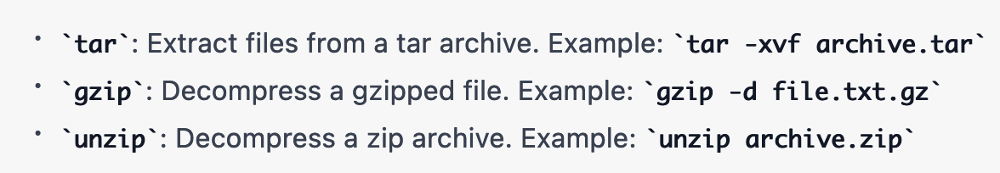 • `tar`: Extract files from a tar archive. Example: `tar -xvf archive.tar`
• `gzip`: Decompress a gzipped file. Example: `gzip -d file.txt.gz`
• `unzip`: Decompress a zip archive. Example: `unzip archive.zip`